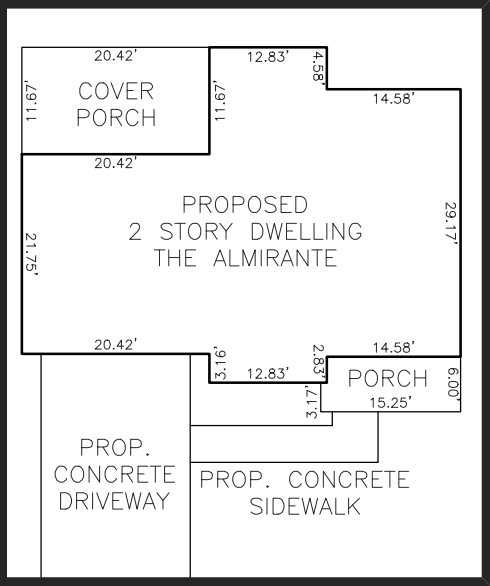 20.42'
12.83'
4.58'
14.58'
11.67'
COVER
PORCH
11.67'
20.42'
PROPOSED
2 STORY DWELLING
THE ALMIRANTE
21.75'
29.17'
20.42'
3.16'
12.83'
2.83'
14.58'
PORCH
6.00'
3.17'
15.25'
PROP.
CONCRETE
DRIVEWAY
PROP. CONCRETE
SIDEWALK